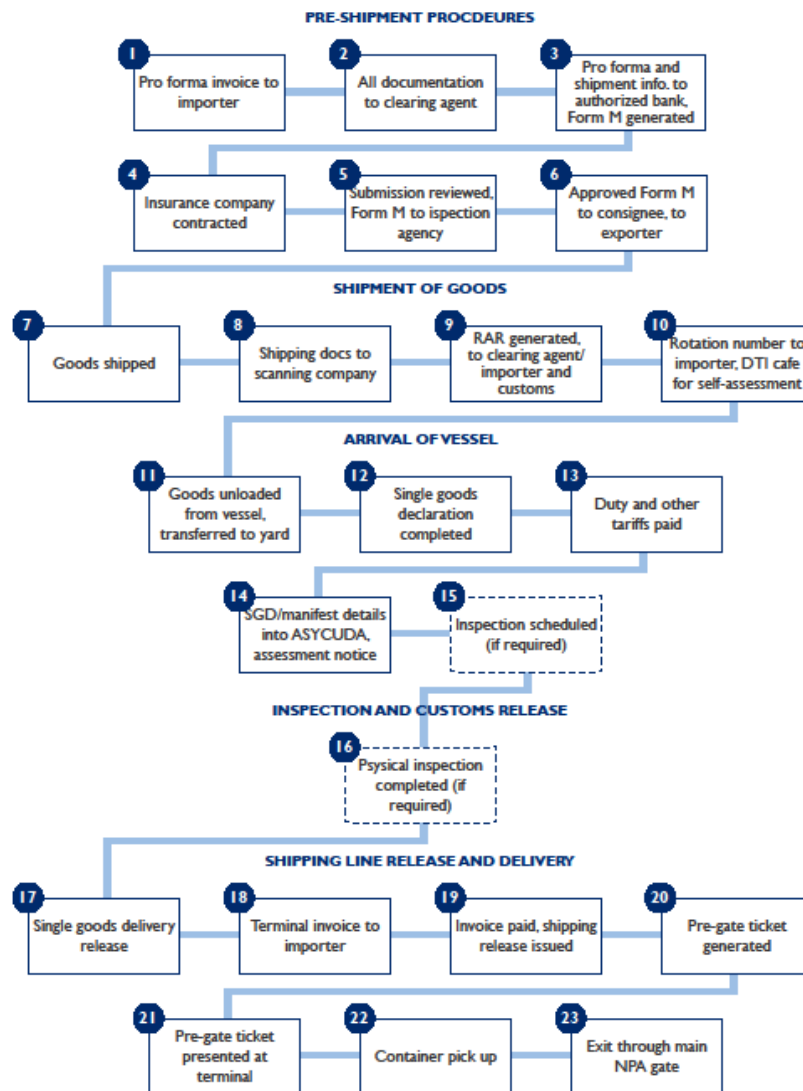 PRE-SHIPMENT PROCDEURES
1
Pro forma invoice to
importer
2
All documentation
to clearing agent
3
Pro forma and
shipment info. to
authorized bank,
Form M generated
4
Insurance company
contracted
5
Submission reviewed,
Form M to ispection
agency
6
Approved Form M
to consignee, to
exporter
SHIPMENT OF GOODS
7
Goods shipped
8
Shipping docs to
scanning company
9
RAR generated,
to clearing agent/
importer and
customs
10
Rotation number to
importer, DTI cafe
for self-assessment
ARRIVAL OF VESSEL
11
Goods unloaded
from vessel,
transferred to yard
12
Single goods
declaration
completed
13
Duty and other
tariffs paid
14
SGD/manifest details
into ASYCUDA,
assessment notice
15
Inspection scheduled
(if required)
INSPECTION AND CUSTOMS RELEASE
16
Psysical inspection
completed (if
required)
SHIPPING LINE RELEASE AND DELIVERY
17
Single goods delivery
release
18
Terminal invoice to
importer
19
Invoice paid, shipping
release issued
20
Pre-gate ticket
generated
21
Pre-gate ticket
presented at
terminal
22
Container pick up
23
Exit through main
NPA gate